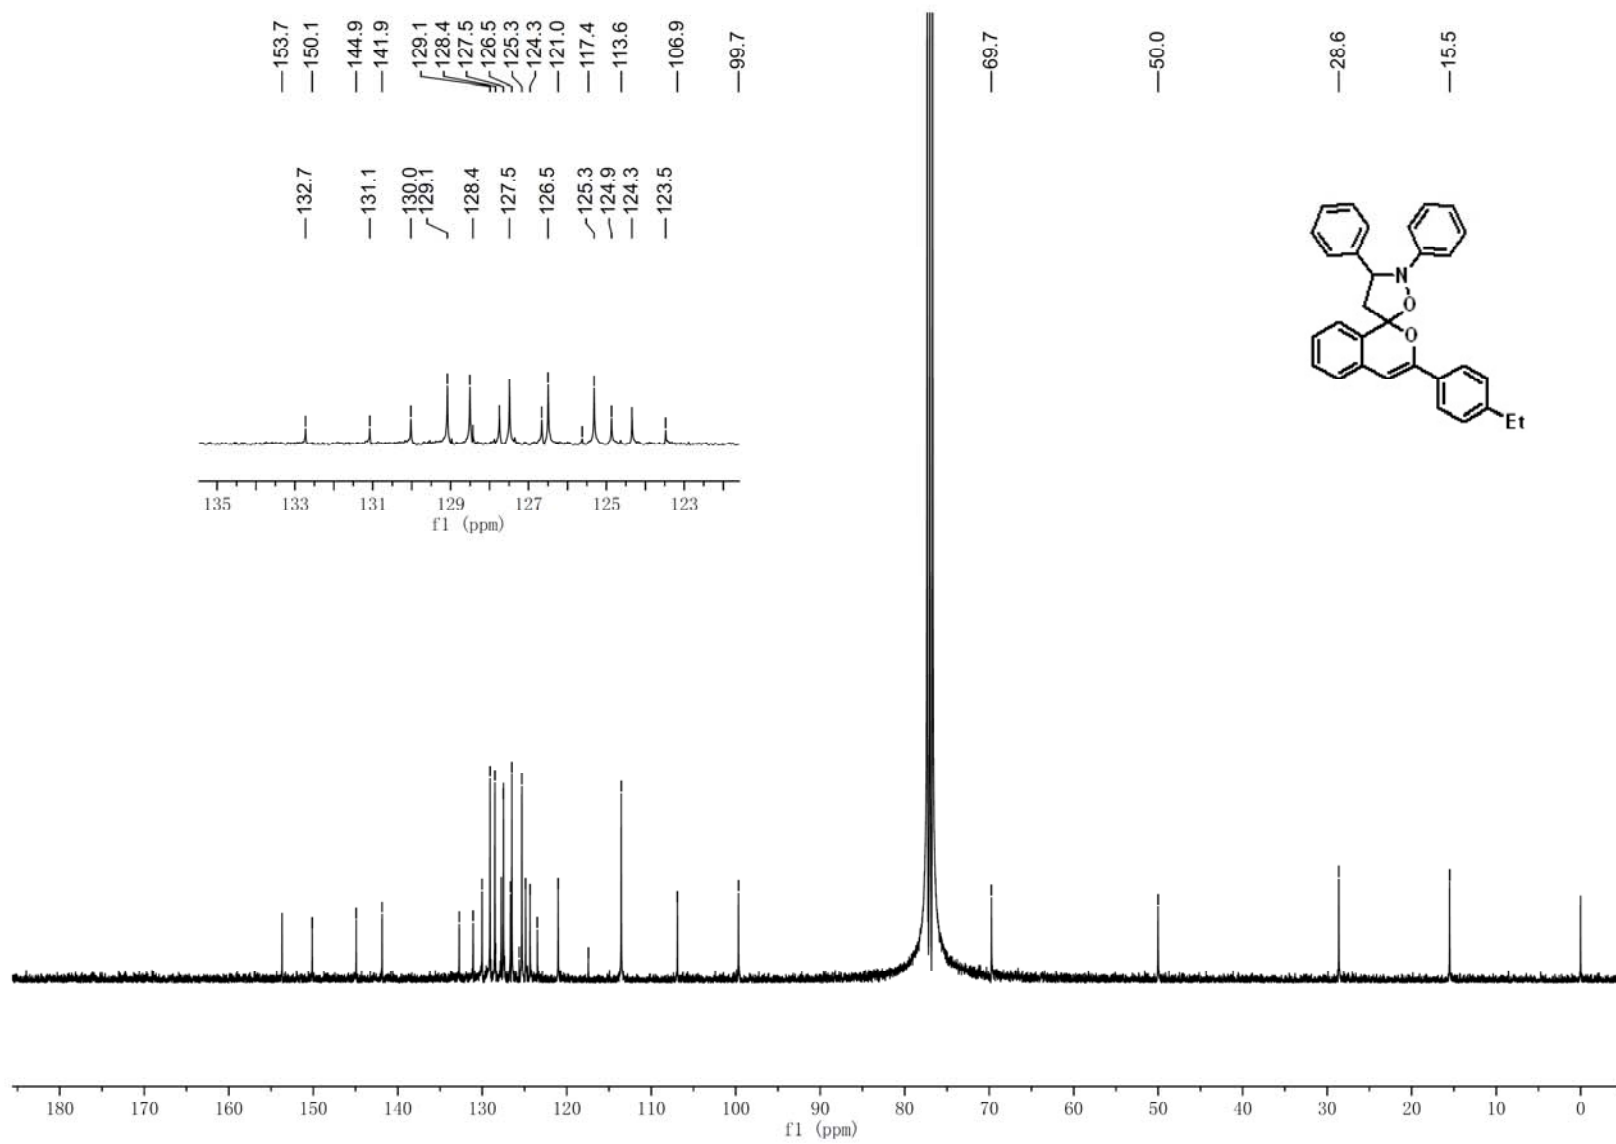 153.7 150.1 144.9 141.9 129.1 128.4 127.5 126.5 125.3 124.3 121.0 117.4 113.6 106.9 99.7 69.7 50.0 28.6 15.5
132.7 131.1 130.0 129.1 128.4 127.5 126.5 125.3 124.9 124.3 123.5
N
O
O
Et
135 133 131 129 127 125 123
f1 (ppm)
180 170 160 150 140 130 120 110 100 90 80 70 60 50 40 30 20 10 0
f1 (ppm)